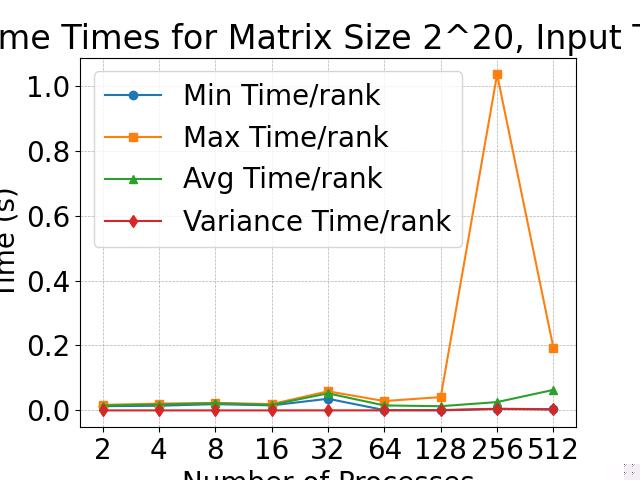 me Times for Matrix Size 2^20, Input T
Min Time/rank
Max Time/rank
Avg Time/rank
Variance Time/rank
1.0
0.8
0.6
0.4
0.2
0.0
Time (s)
2 4 8 16 32 64 128 256 512
Number of Processes